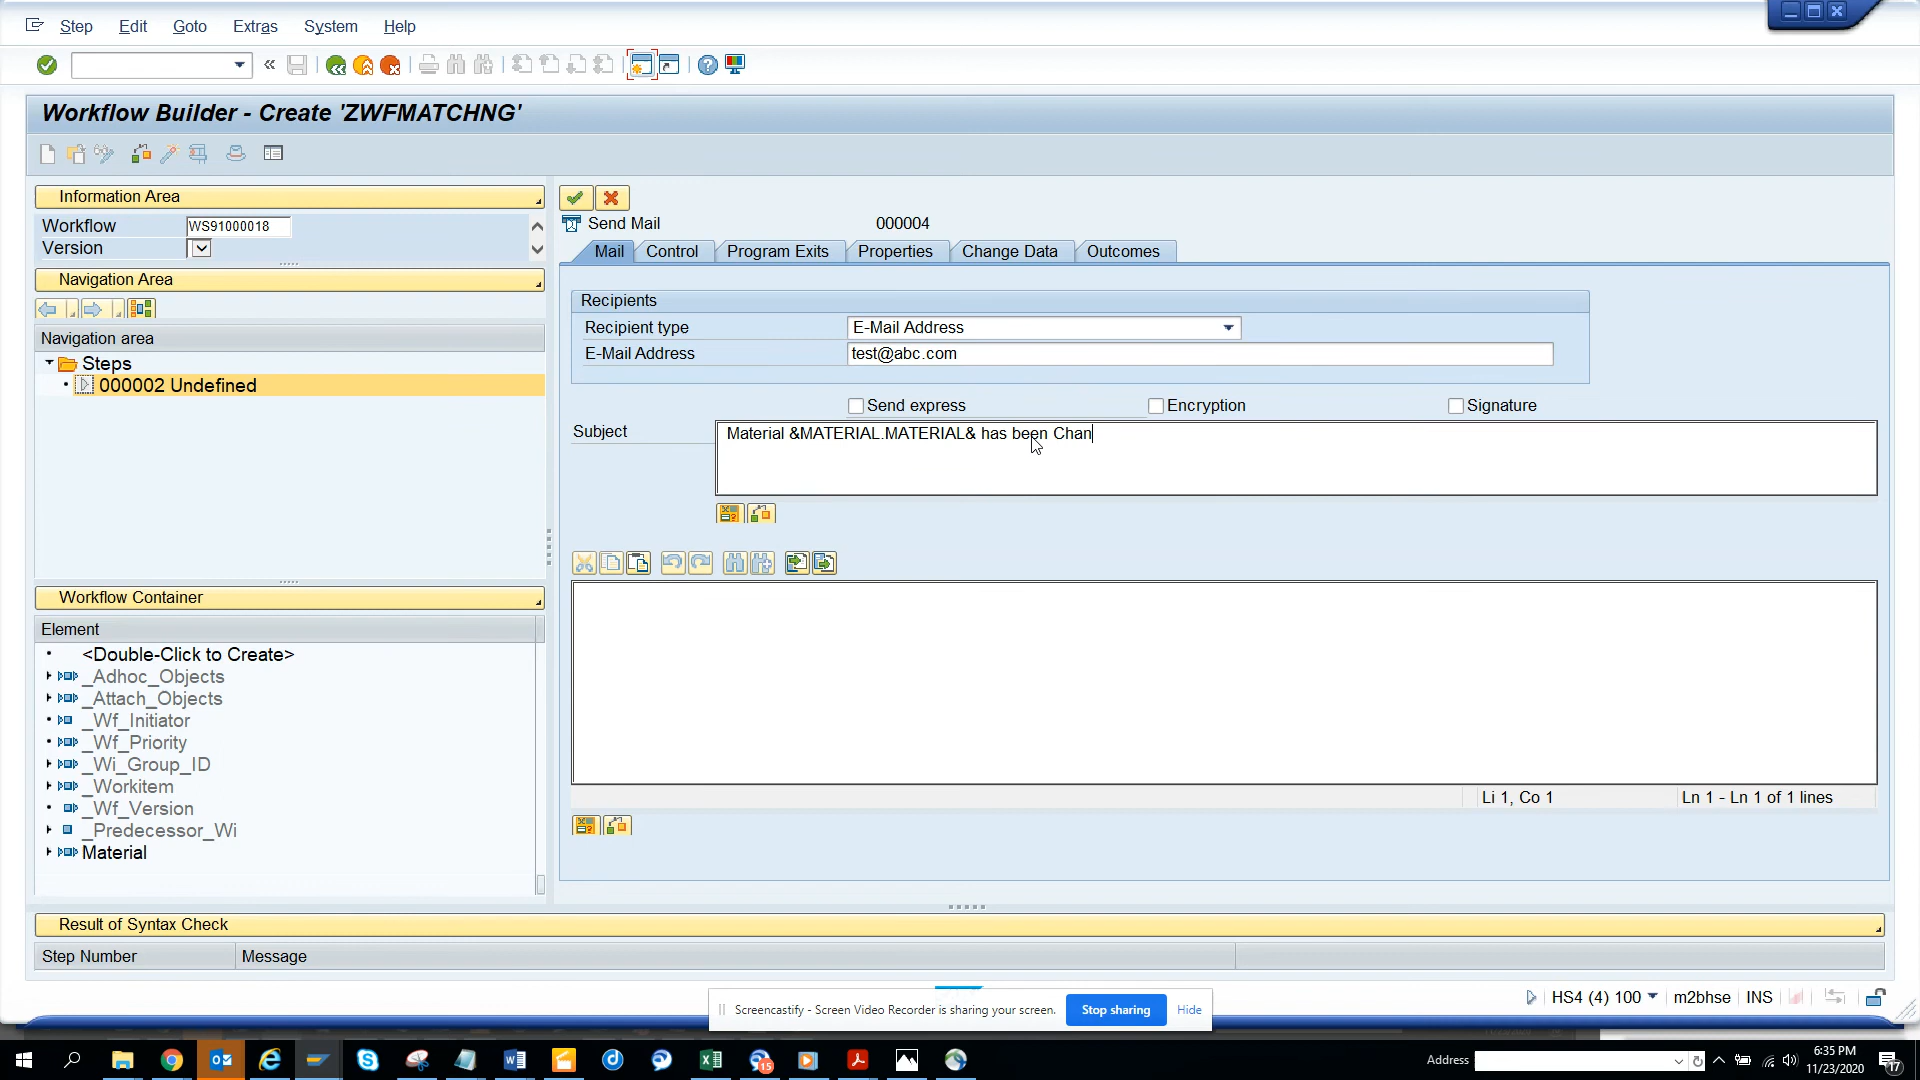 Step Edit Goto Extras System Help
Workflow Builder - Create 'ZWFMATCHNG'
Information Area
Workflow WS91000018
Version
Navigation Area
Navigation area
Steps
000002 Undefined
Workflow Container
Element
<Double-Click to Create>
_Adhoc_Objects
_Attach_Objects
_Wf_Initiator
_Wf_Priority
_Wi_Group_ID
_Workitem
_Wf_Version
_Predecessor_Wi
Material
Send Mail 000004
Mail Control Program Exits Properties Change Data Outcomes
Recipients
Recipient type E-Mail Address
E-Mail Address test@abc.com
Send express Encryption Signature
Subject Material &MATERIAL.MATERIAL& has been Chan
Li 1, Co 1 Ln 1 - Ln 1 of 1 lines
Result of Syntax Check
Step Number Message
Screencastify - Screen Video Recorder is sharing your screen. Stop sharing Hide
HS4 (4) 100 m2bhse INS
Address
6:35 PM
11/23/2020
15
17